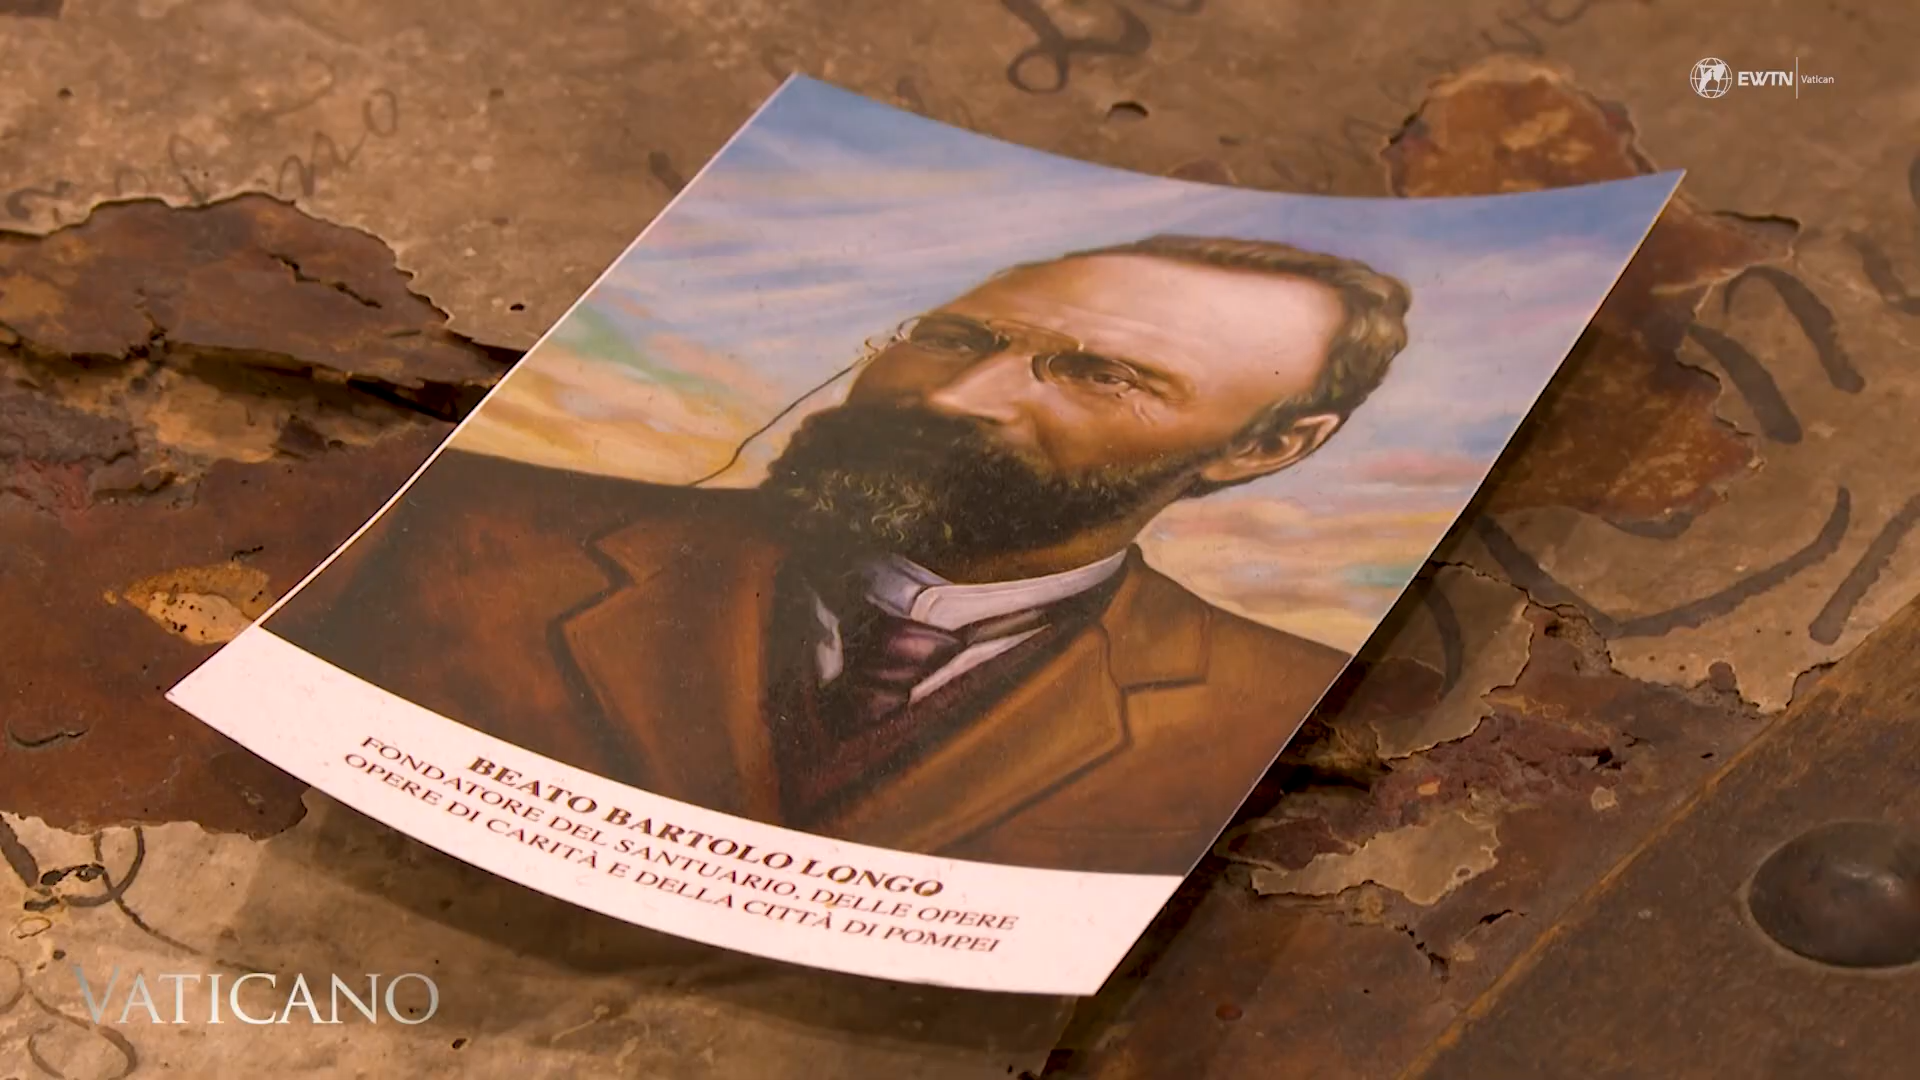 EWTN Vatican
BEATO BARTOLO LONGO
FONDATORE DEL SANTUARIO, DELLE OPERE
OPERE DI CARITÀ E DELLA CITTÀ DI POMPEI
VATICANO